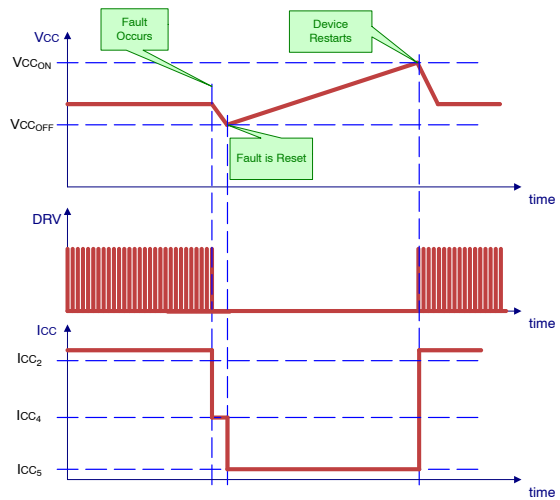 Fault
Occurs
Device
Restarts
VCC
VCCON
VCCOFF
Fault is Reset
time
DRV
time
ICC
ICC2
ICC4
ICC5
time